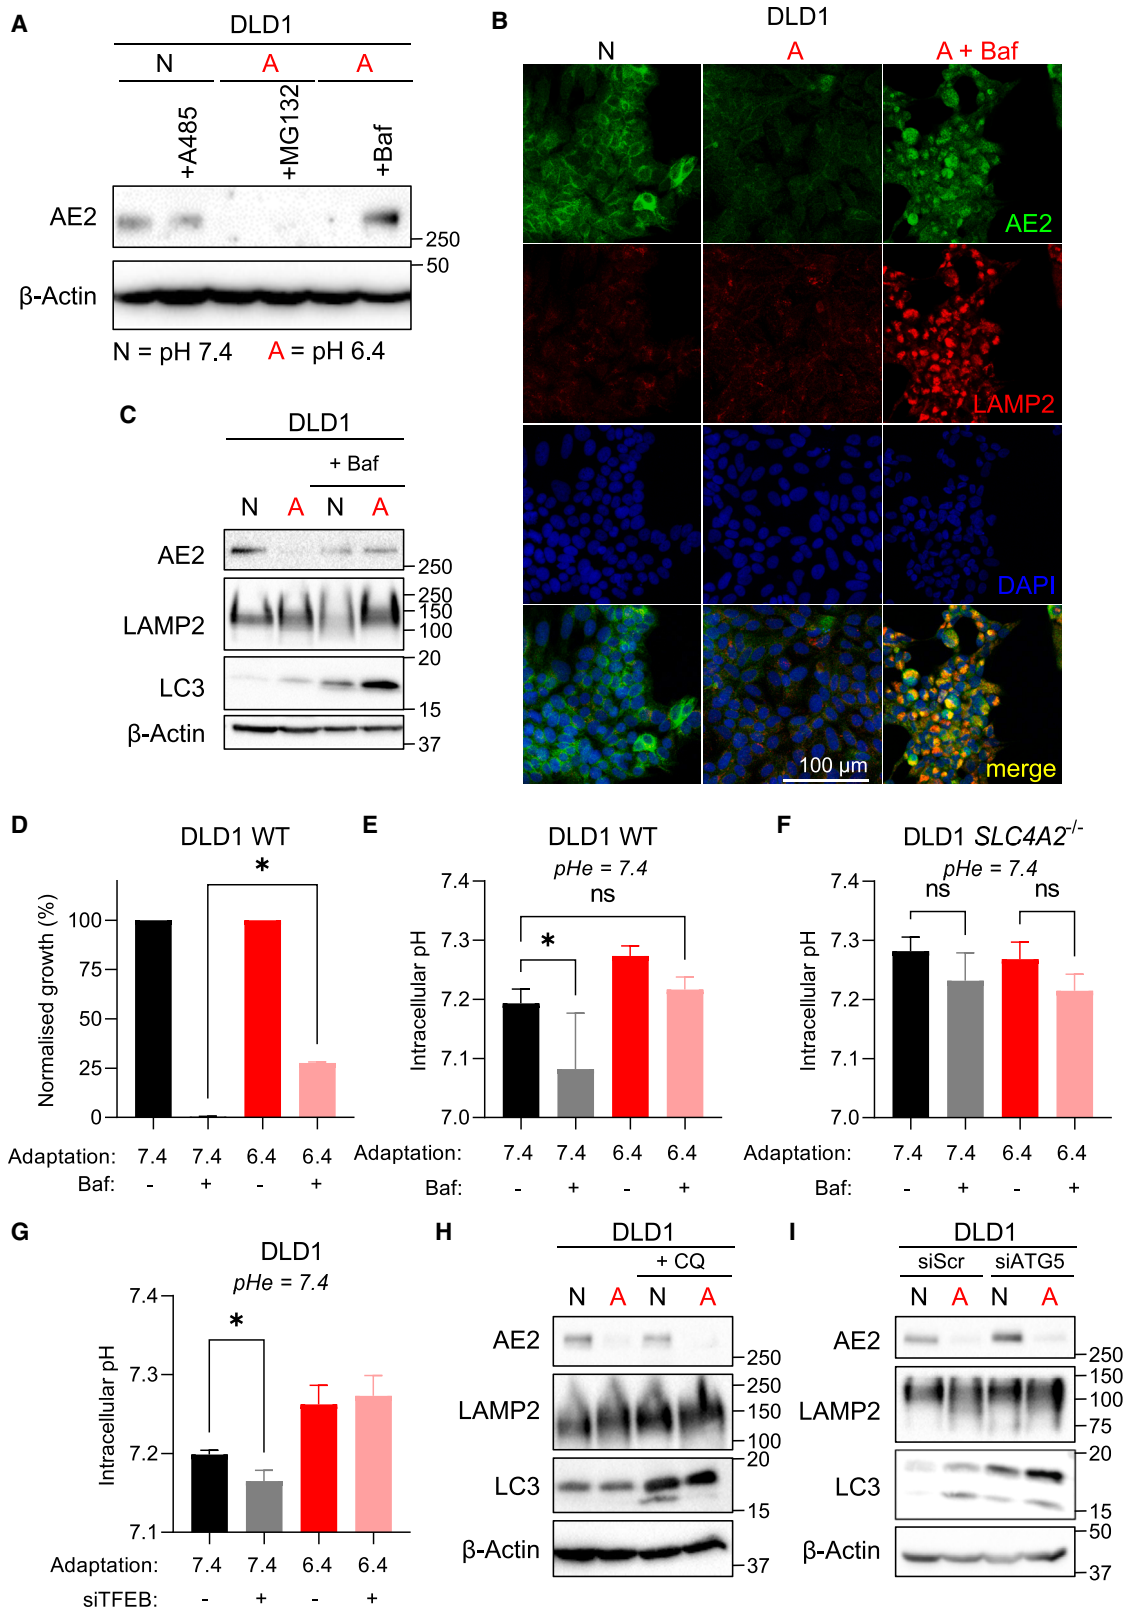 A
DLD1
N A A
+A485 +MG132 +Baf
AE2
250
50
β-Actin
N = pH 7.4 A = pH 6.4
B
DLD1
N A A + Baf
AE2
LAMP2
DAPI
100 µm
merge
C
DLD1
+ Baf
N A N A
AE2
250
LAMP2
250
150
100
20
LC3
15
β-Actin
37
D
DLD1 WT
*
Normalised growth (%)
100
75
50
25
0
Adaptation: 7.4 7.4 6.4 6.4
Baf: - + - +
E
DLD1 WT
pHe = 7.4
ns
*
Intracellular pH
7.4
7.3
7.2
7.1
7.0
Adaptation: 7.4 7.4 6.4 6.4
Baf: - + - +
F
DLD1 SLC4A2-/-
pHe = 7.4
ns ns
Intracellular pH
7.4
7.3
7.2
7.1
7.0
7.4 7.4 6.4 6.4
- + - +
G
DLD1
pHe = 7.4
*
Intracellular pH
7.4
7.3
7.2
7.1
Adaptation: 7.4 7.4 6.4 6.4
siTFEB: - + - +
H
DLD1
+ CQ
N A N A
AE2
250
LAMP2
250
150
100
20
LC3
15
β-Actin
37
I
DLD1
siScr siATG5
N A N A
AE2
250
LAMP2
150
100
75
20
LC3
15
50
β-Actin
37